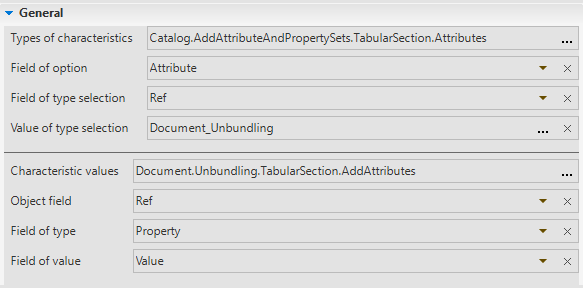 General
Types of characteristics Catalog.AddAttributeAndPropertySets.TabularSection.Attributes ...
Field of option Attribute
Field of type selection Ref
Value of type selection Document_Unbundling ...
Characteristic values Document.Unbundling.TabularSection.AddAttributes ...
Object field Ref
Field of type Property
Field of value Value